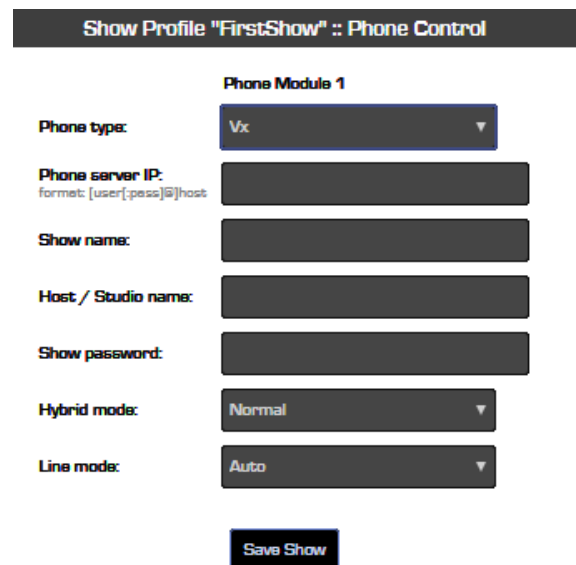 Show Profile "FirstShow" :: Phone Control
Phone Module 1
Phone type: Vx
Phone server IP:
format: [user[:pass]@]host
Show name:
Host / Studio name:
Show password:
Hybrid mode: Normal
Line mode: Auto
Save Show